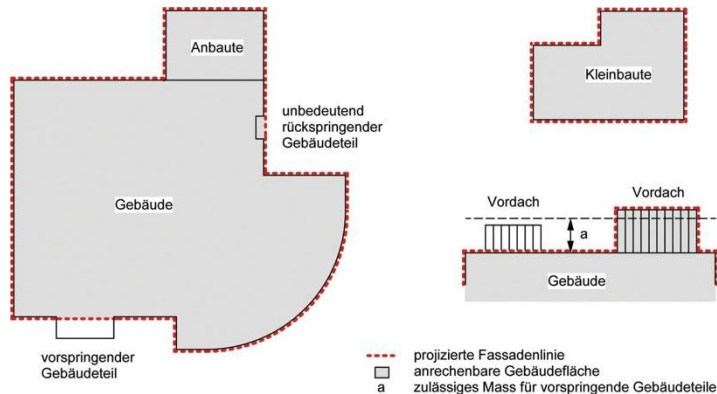 Anbaute
Kleinbaute
unbedeutend
rückspringender
Gebäudeteil
Gebäude
Vordach
Vordach
a
Gebäude
vorspringender
Gebäudeteil
projizierte Fassadenlinie
anrechenbare Gebäudefläche
a zulässiges Mass für vorspringende Gebäudeteile